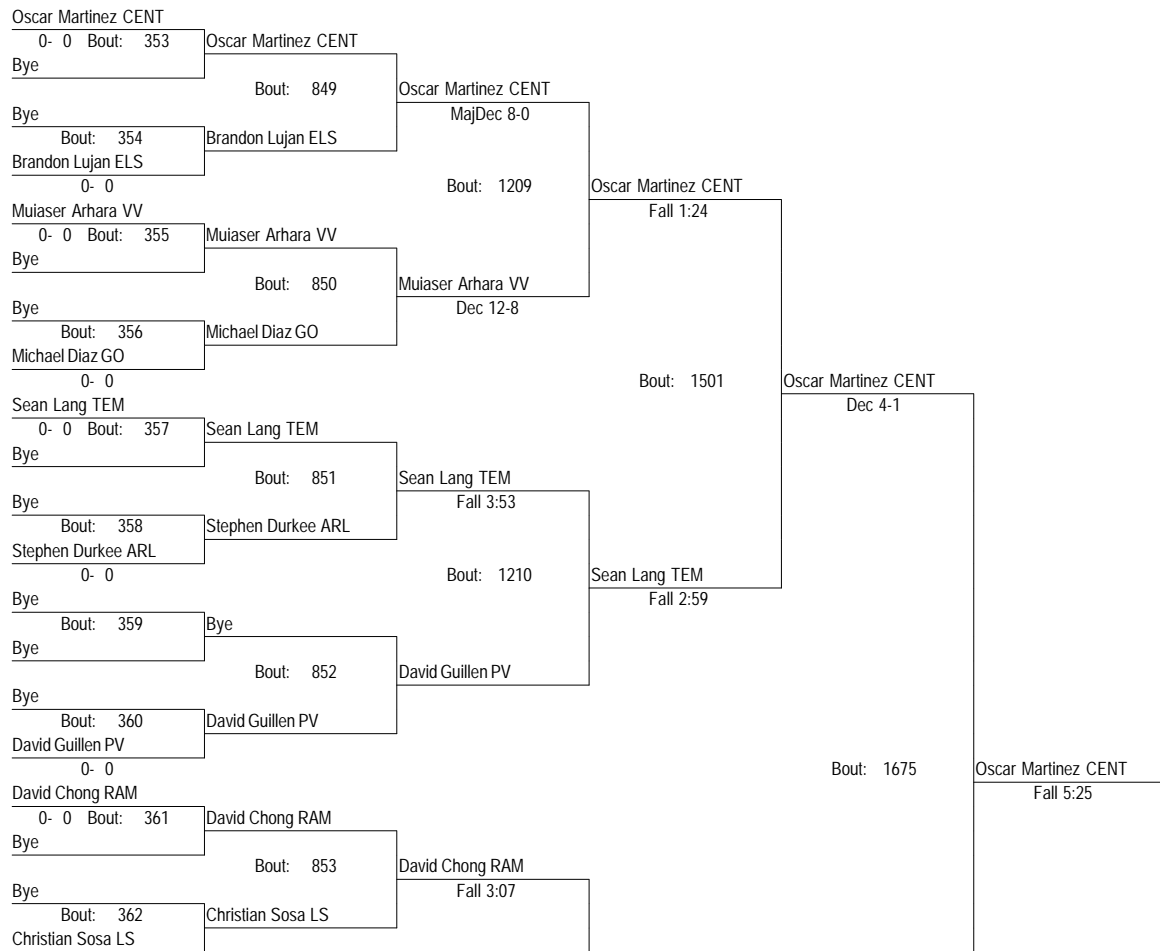 Oscar Martinez CENT
0- 0 Bout: 353 Oscar Martinez CENT
Bye
Bout: 849 Oscar Martinez CENT
Bye MajDec 8-0
Bout: 354 Brandon Lujan ELS
Brandon Lujan ELS
0- 0 Bout: 1209 Oscar Martinez CENT
Muiaser Arhara VV Fall 1:24
0- 0 Bout: 355 Muiaser Arhara VV
Bye
Bout: 850 Muiaser Arhara VV
Bye Dec 12-8
Bout: 356 Michael Diaz GO
Michael Diaz GO
0- 0 Bout: 1501 Oscar Martinez CENT
Sean Lang TEM Dec 4-1
0- 0 Bout: 357 Sean Lang TEM
Bye
Bout: 851 Sean Lang TEM
Bye Fall 3:53
Bout: 358 Stephen Durkee ARL
Stephen Durkee ARL
0- 0 Bout: 1210 Sean Lang TEM
Bye Fall 2:59
Bout: 359 Bye
Bye
Bout: 852 David Guillen PV
Bye
Bout: 360 David Guillen PV
David Guillen PV
0- 0 Bout: 1675 Oscar Martinez CENT
David Chong RAM Fall 5:25
0- 0 Bout: 361 David Chong RAM
Bye
Bout: 853 David Chong RAM
Bye Fall 3:07
Bout: 362 Christian Sosa LS
Christian Sosa LS